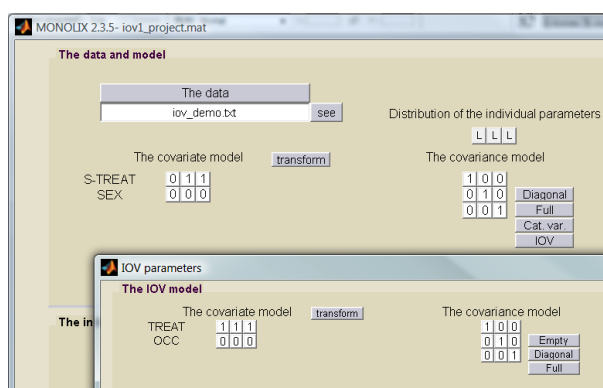 MONOLIX 2.3.5- iov1_project.mat
The data and model
The data
iov_demo.txt see
Distribution of the individual parameters
L L L
The covariate model transform
The covariance model
S-TREAT 0 1 1
SEX 0 0 0
1 0 0
0 1 0 Diagonal
0 0 1 Full
Cat. var.
IOV
IOV parameters
The IOV model
The covariate model transform
The covariance model
TREAT 1 1 1
OCC 0 0 0
1 0 0
0 1 0 Empty
0 0 1 Diagonal
Full
The